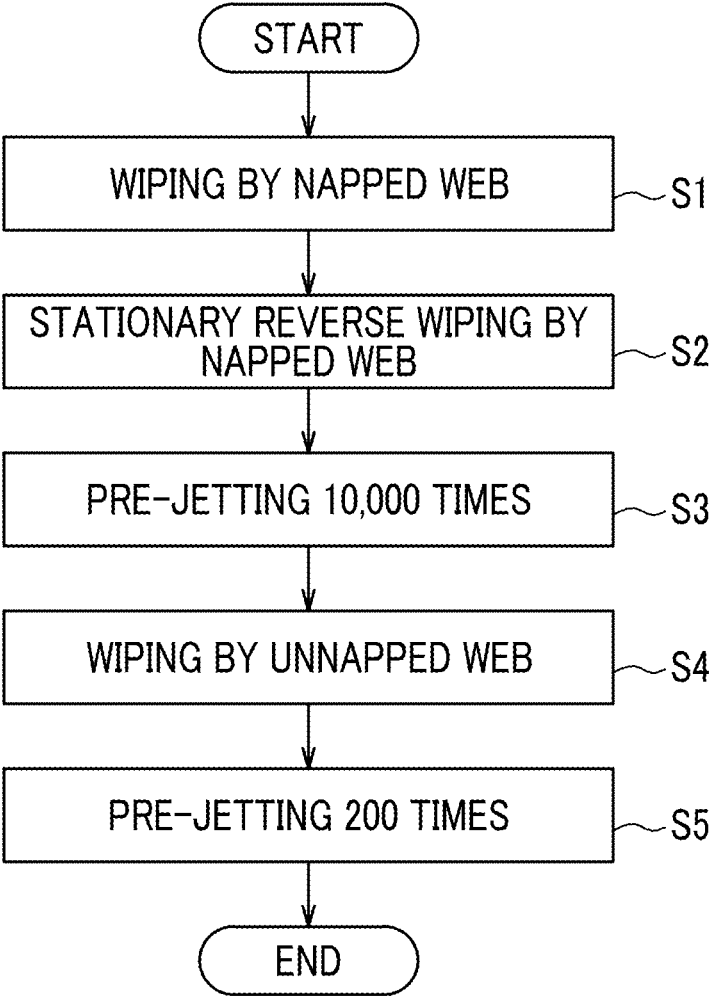 START
WIPING BY NAPPED WEB
S1
STATIONARY REVERSE WIPING BY
NAPPED WEB
S2
PRE-JETTING 10,000 TIMES
S3
WIPING BY UNNAPPED WEB
S4
PRE-JETTING 200 TIMES
S5
END